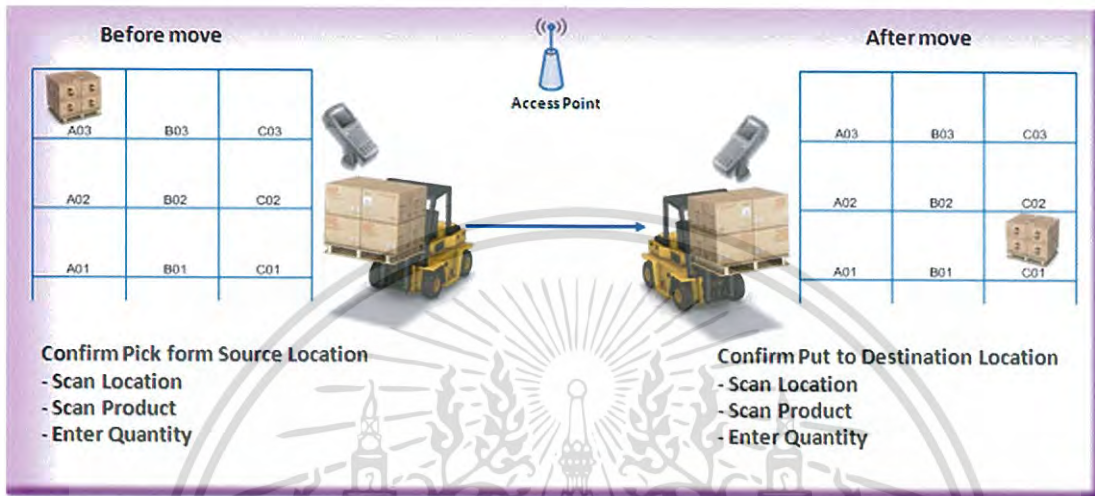 Before move
After move
Access Point
A03 B03 C03
A02 B02 C02
A01 B01 C01
A03 B03 C03
A02 B02 C02
A01 B01 C01
Confirm Pick form Source Location
- Scan Location
- Scan Product
- Enter Quantity
Confirm Put to Destination Location
- Scan Location
- Scan Product
- Enter Quantity